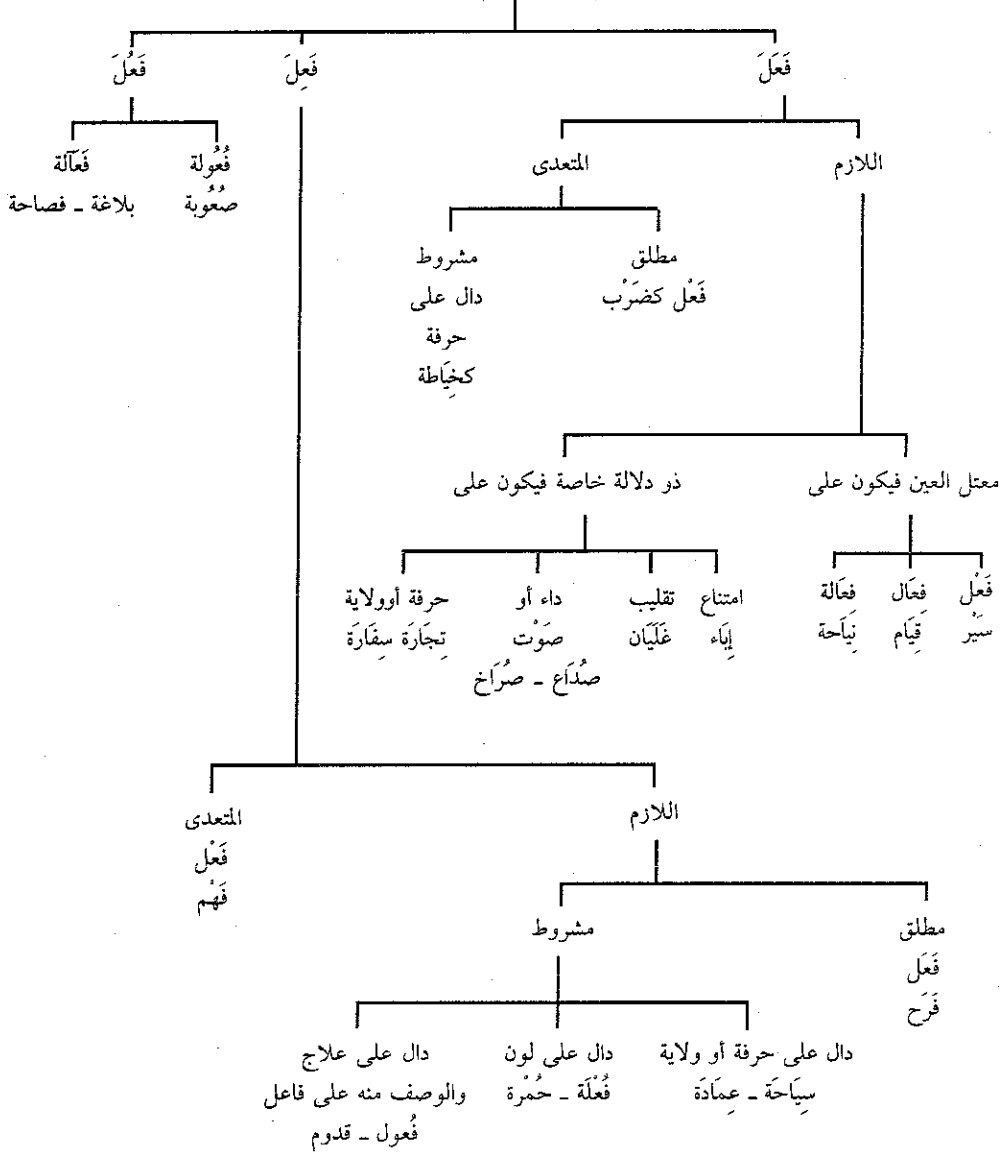 فَعَلَ
فَعِلَ
فَعُلَ
اللازم
المتعدى
فُعُولة
صُعُوبة
فَعَآلة
بلاغة ـ فصاحة
مطلق
فَعْل كضَرْب
مشروط
دال على
حرفة
كخِيَاطة
معتل العين فيكون على
ذر دلالة خاصة فيكون على
فَعْل
سَيْر
فِعَال
قِيَام
فعَالة
نِيَاحة
امتناع
إِبَاء
تقليب
غَلَيَان
داء أو
صَوْت
صُدَاع ـ صُرَاخ
حرفة أوولاية
تِجَارَة سِفَارَة
اللازم
المتعدى
فَعْل
فَهْم
مطلق
فَعَل
فَرَح
مشروط
دال على حرفة أو ولاية
سِيَاحَة ـ عِمَادَة
دال على لون
فُعْلَة ـ حُمْرة
دال على علاج
والوصف منه على فاعل
فُعول ـ قدوم